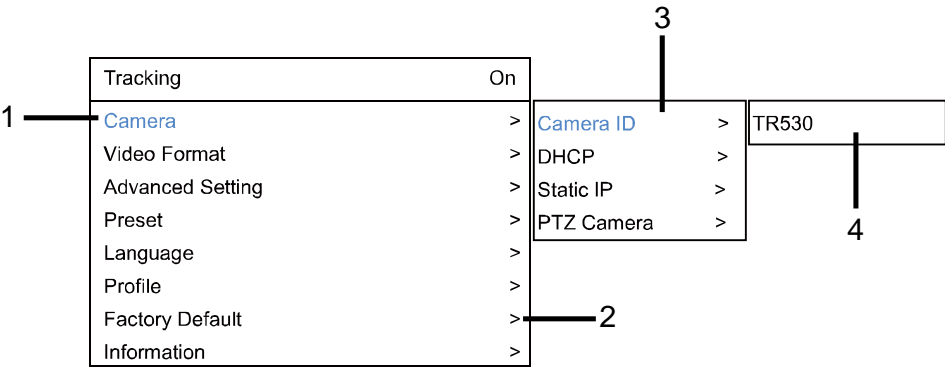 3
Tracking On
1 Camera >
Video Format >
Advanced Setting >
Preset >
Language >
Profile >
Factory Default > 2
Information >
Camera ID >
DHCP >
Static IP >
PTZ Camera >
TR530
4